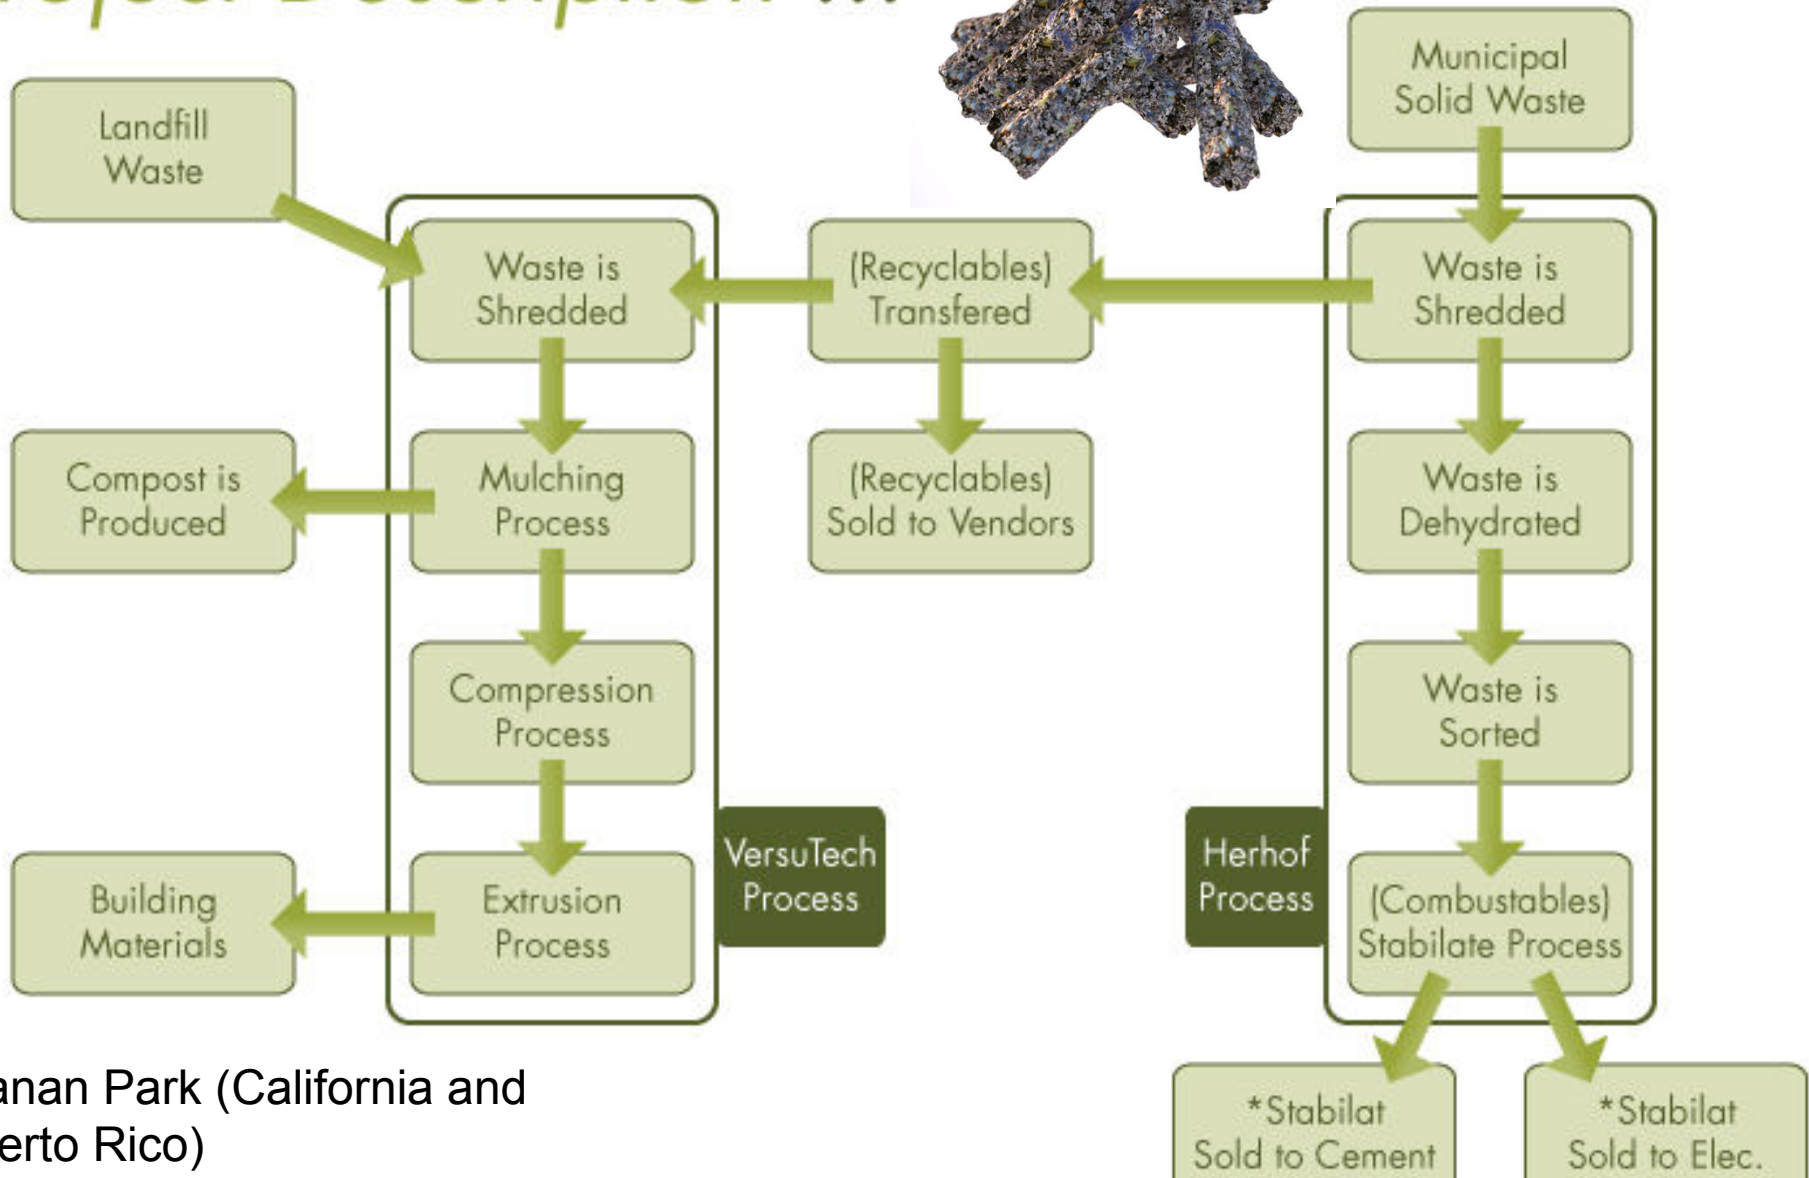 Description ...
Municipal
Solid Waste
Landfill
Waste
Waste is
Shredded
(Recyclables)
Transfered
Waste is
Shredded
Compost is
Produced
Mulching
Process
(Recyclables)
Sold to Vendors
Waste is
Dehydrated
Compression
Process
Waste is
Sorted
Building
Materials
Extrusion
Process
VersuTech
Process
Herhof
Process
(Combustables)
Stabilate Process
Park (California and
Rico)
*Stabilat
Sold to Cement
*Stabilat
Sold to Elec.